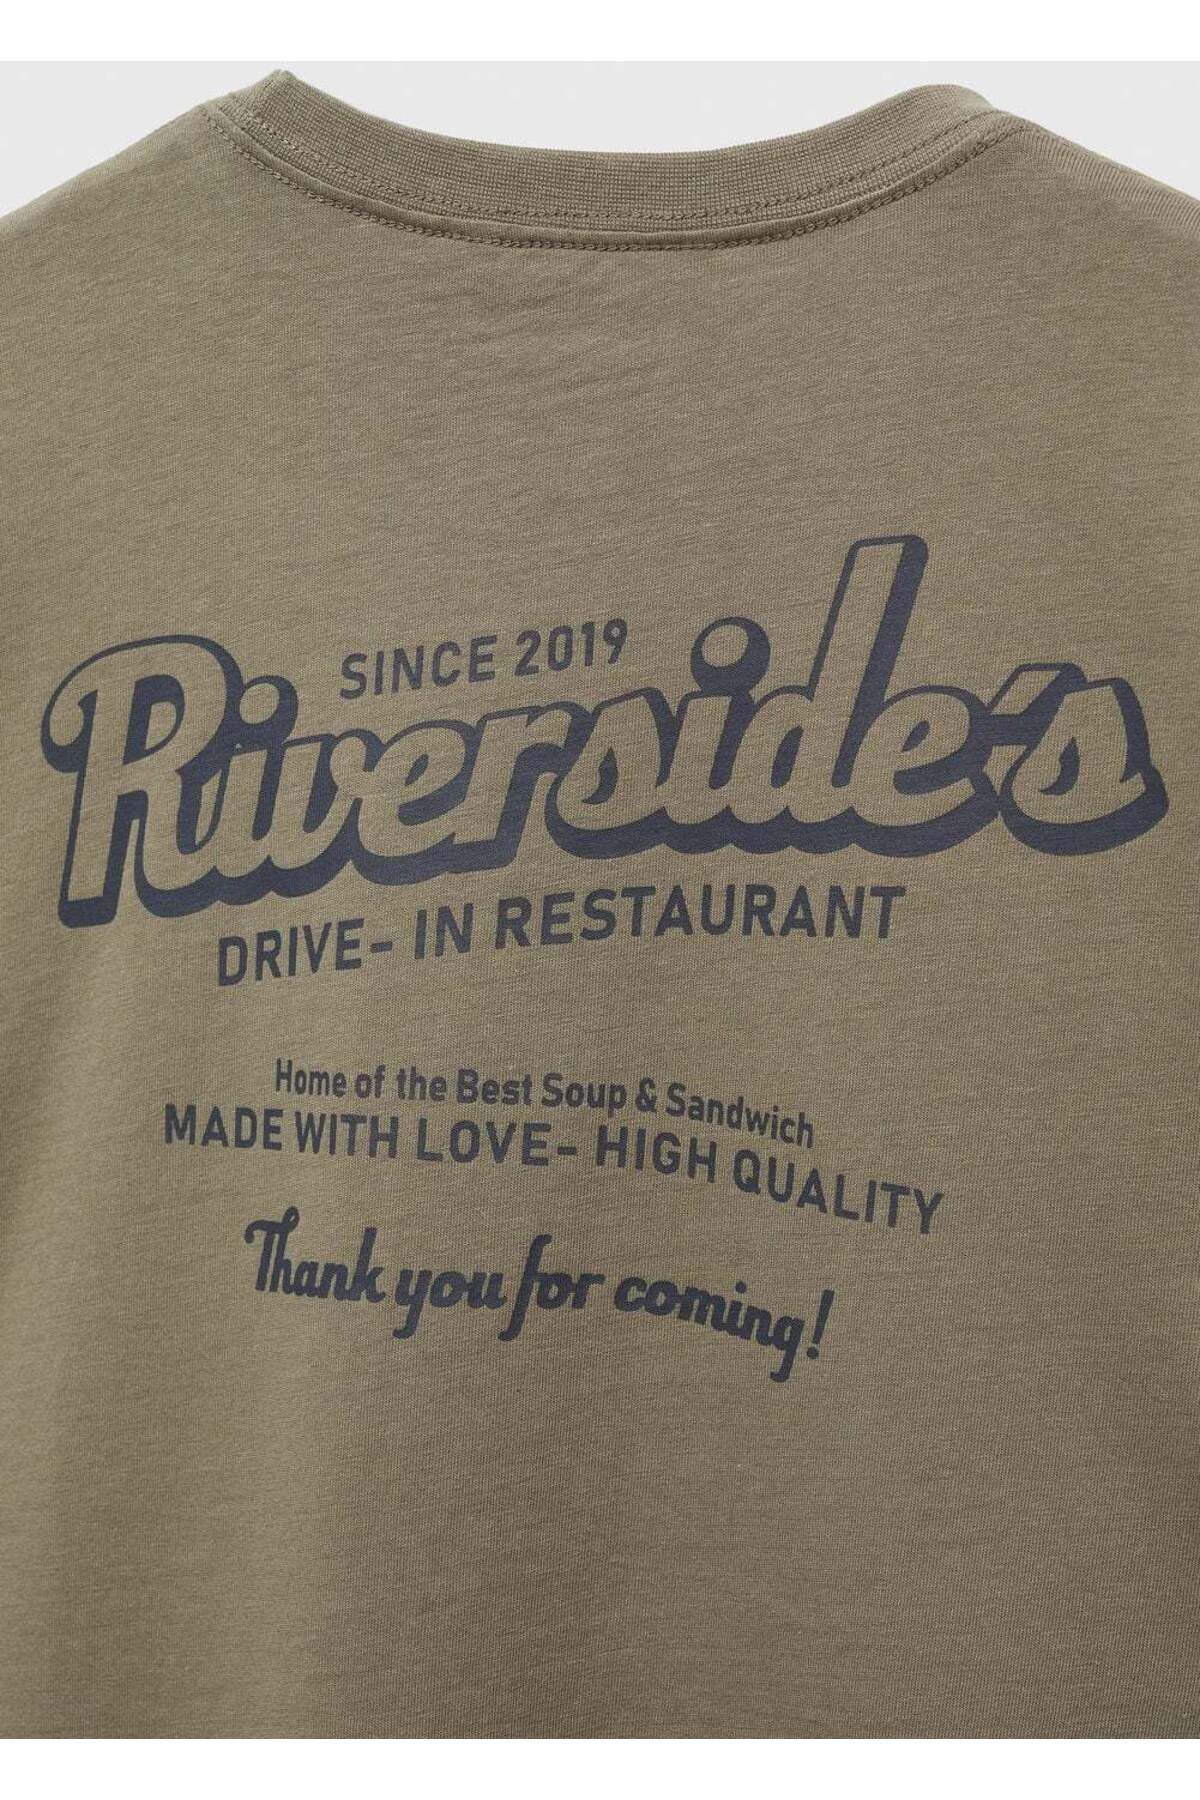 SINCE 2019
Riverside's
DRIVE- IN RESTAURANT
Home of the Best Soup & Sandwich
MADE WITH LOVE- HIGH QUALITY
Thank you for coming!